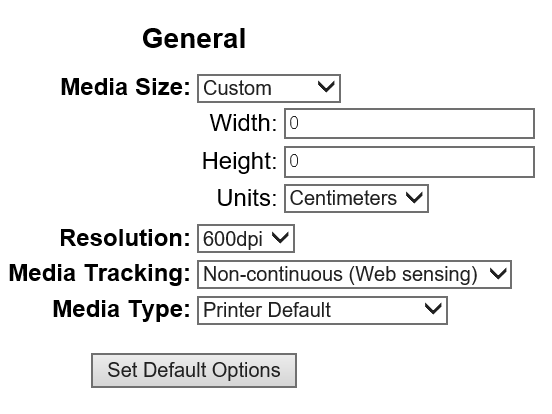 General
Media Size: Custom
Width: 0
Height: 0
Units: Centimeters
Resolution: 600dpi
Media Tracking: Non-continuous (Web sensing)
Media Type: Printer Default
Set Default Options